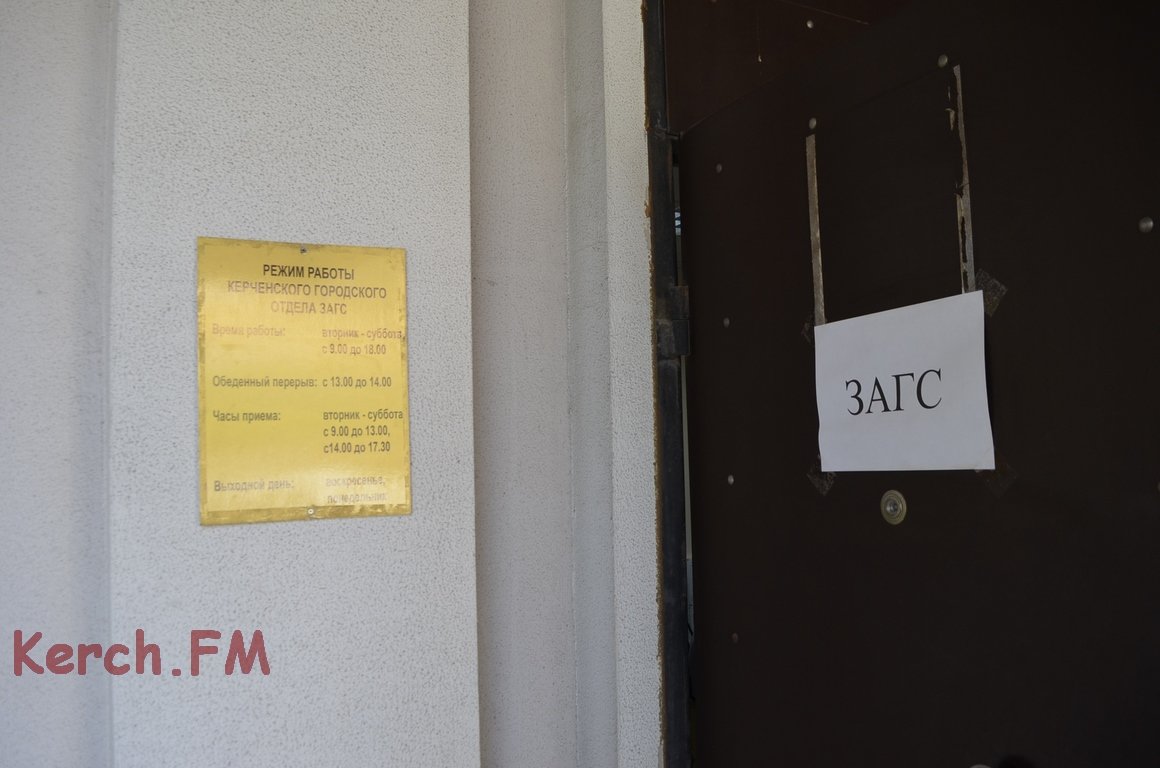 РЕЖИМ РАБОТЫ
КЕРЧЕНСКОГО ГОРОДСКОГО
ОТДЕЛА ЗАГС
Время работы: вторник - суббота,
с 9.00 до 18.00
Обеденный перерыв: с 13.00 до 14.00
Часы приема: вторник - суббота
с 9.00 до 13.00,
с14.00 до 17.30
Выходной день: воскресенье,
понедельник
ЗАГС
Kerch.FM